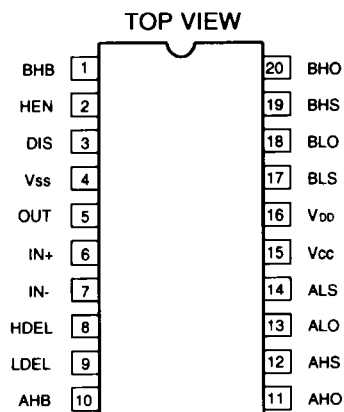 TOP VIEW
BHB 1 20 BHO
HEN 2 19 BHS
DIS 3 18 BLO
Vss 4 17 BLS
OUT 5 16 VDD
IN+ 6 15 VCC
IN- 7 14 ALS
HDEL 8 13 ALO
LDEL 9 12 AHS
AHB 10 11 AHO